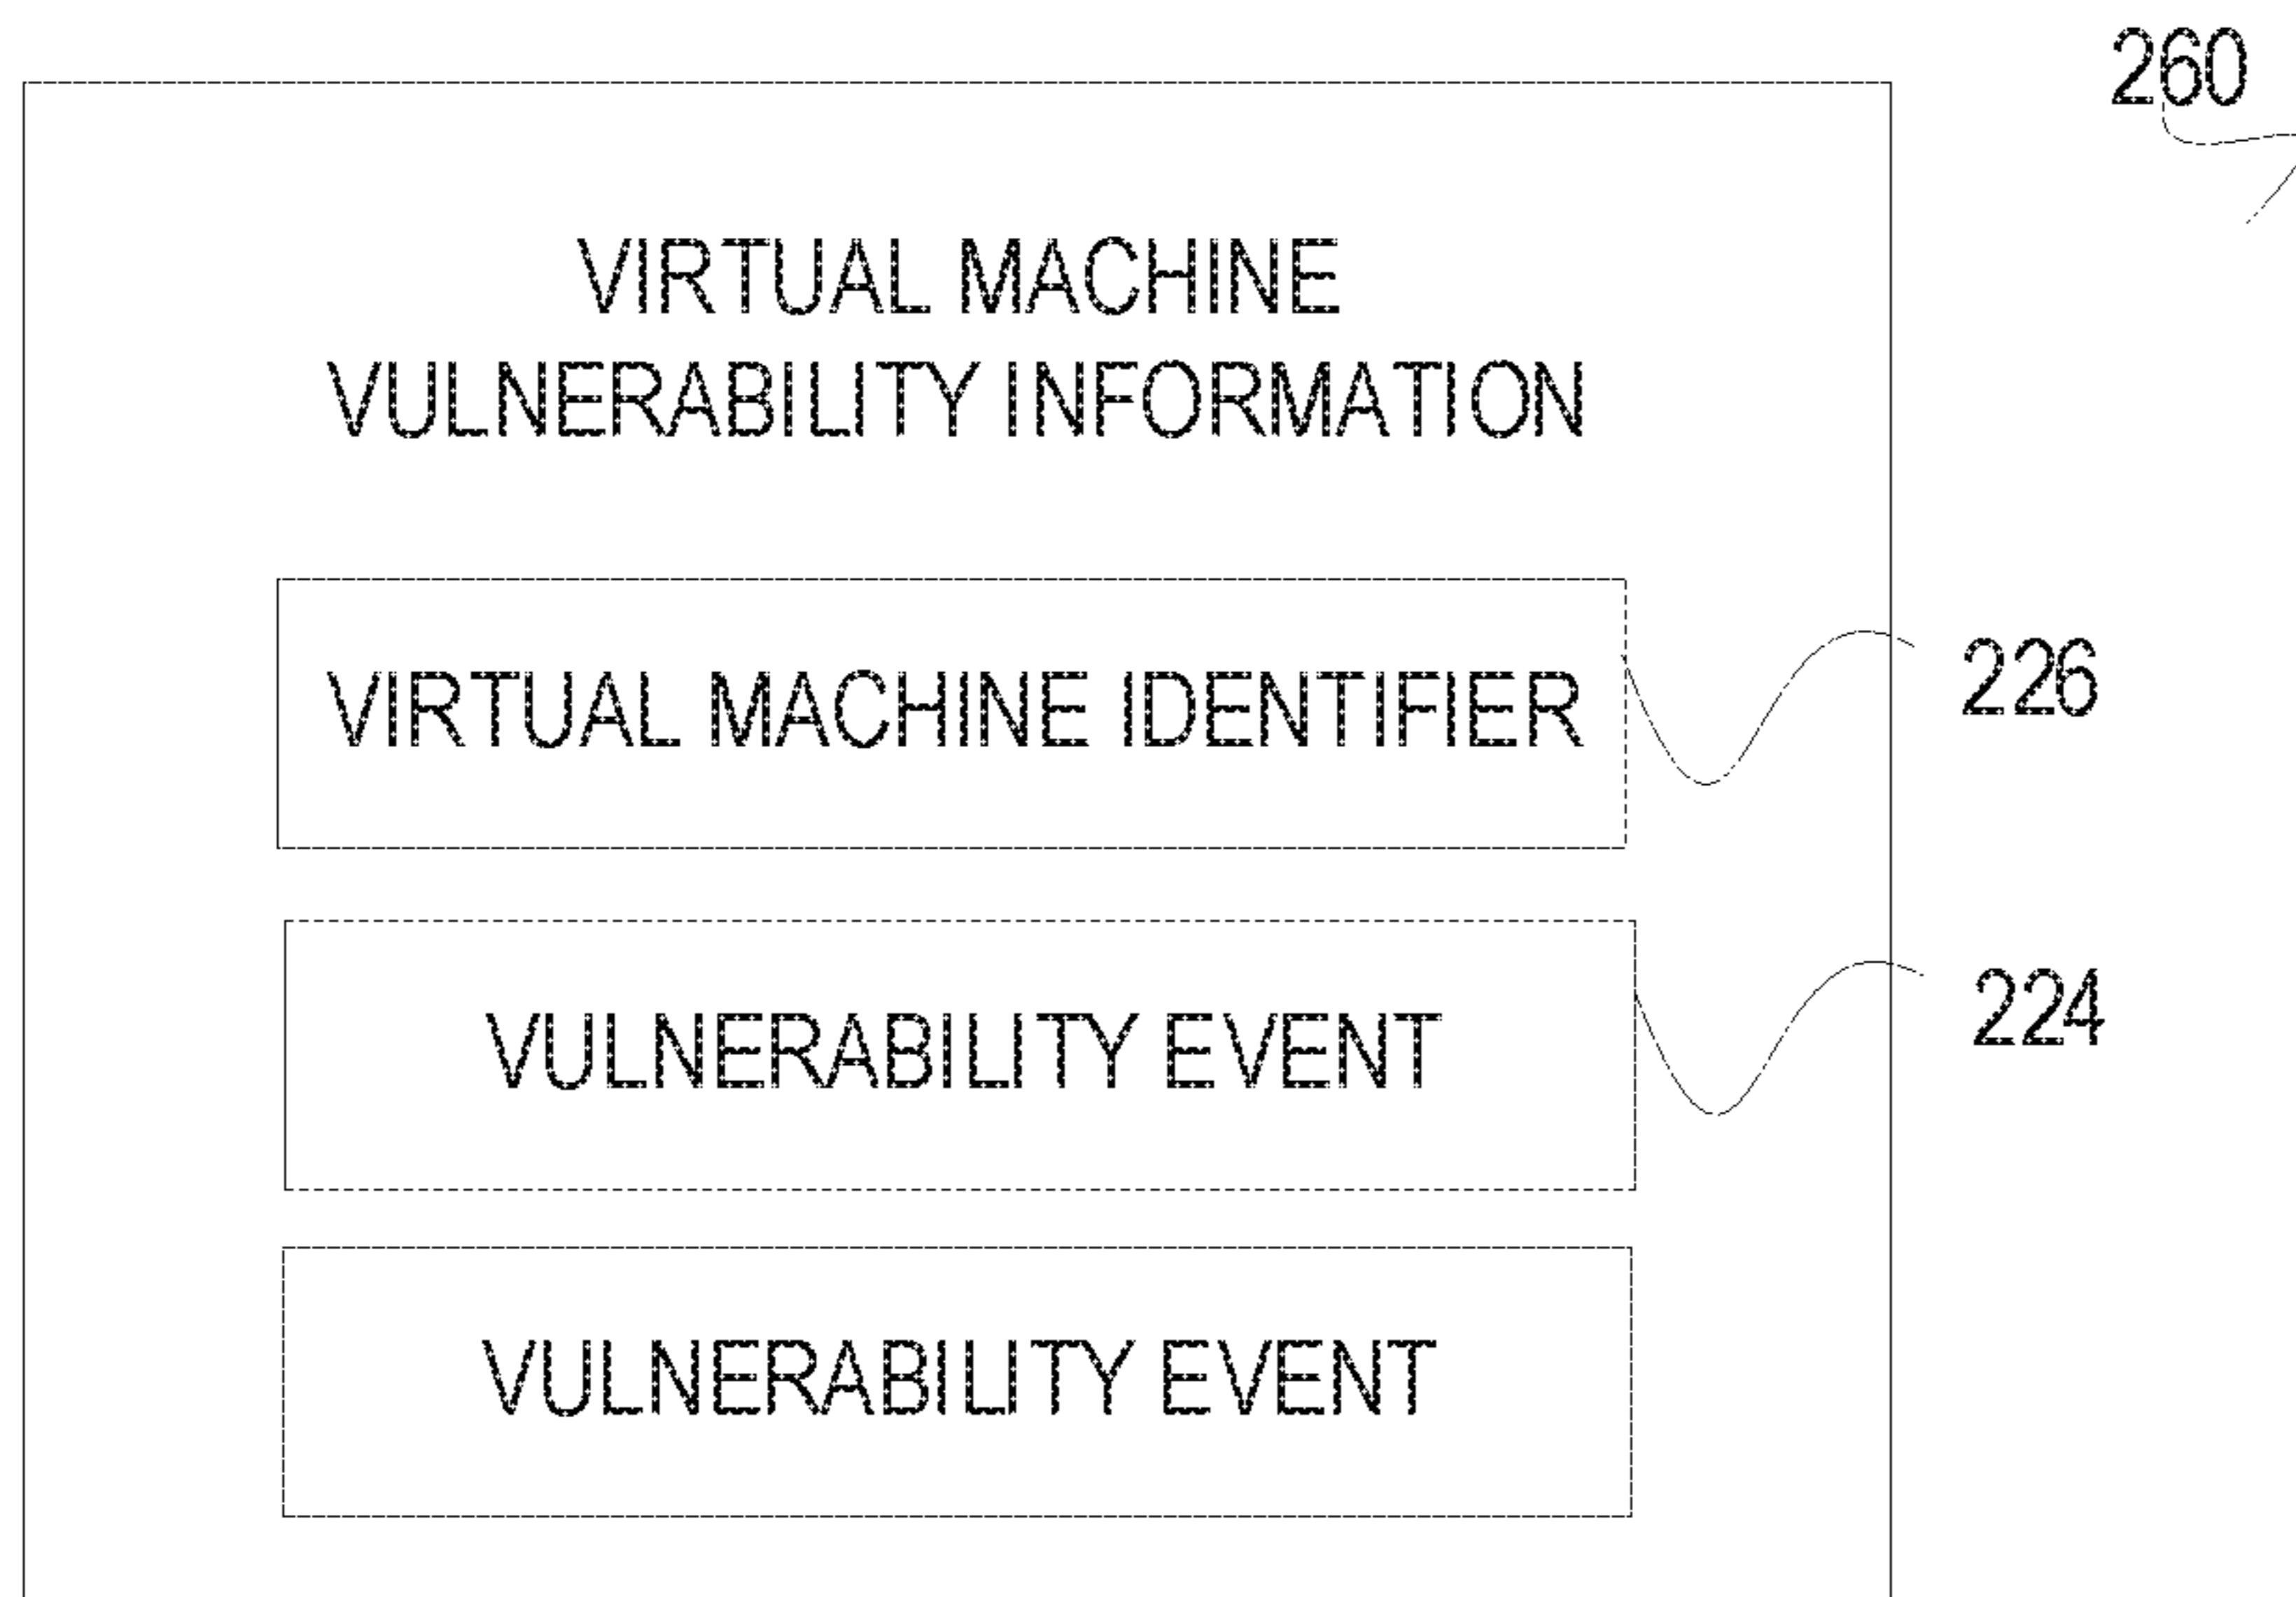 260
VIRTUAL MACHINE
VULNERABILITY INFORMATION
VIRTUAL MACHINE IDENTIFIER
226
VULNERABILITY EVENT
224
VULNERABILITY EVENT